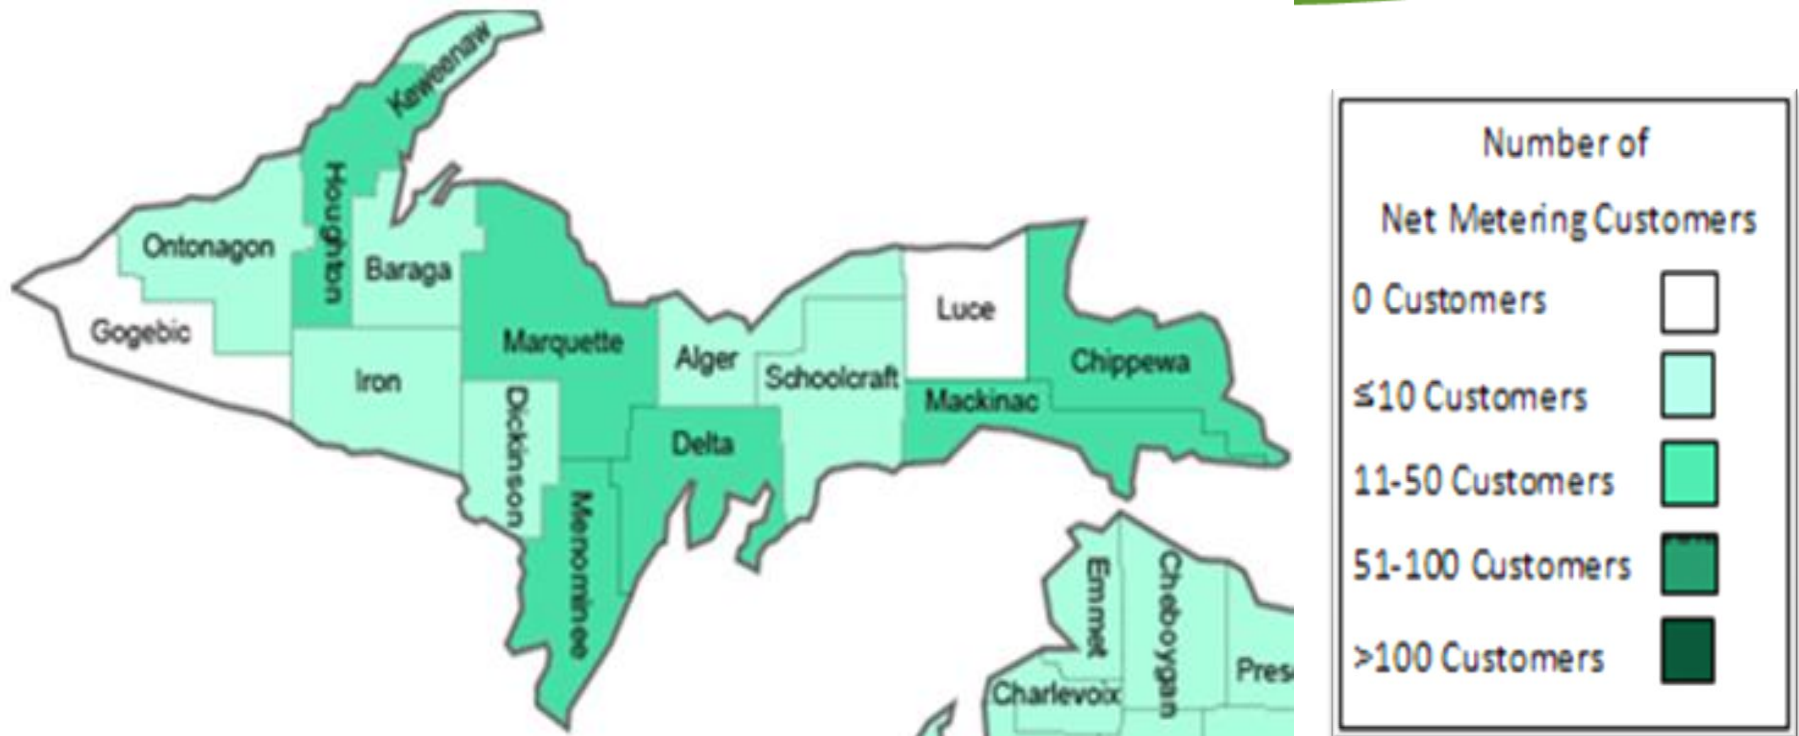 Keweenaw
Houghton
Ontonagon
Baraga
Gogebic
Iron
Marquette
Dickinson
Menominee
Alger
Delta
Schoolcraft
Luce
Mackinac
Chippewa
Emmet
Cheboygan
Charlevoix
Pres
Number of
Net Metering Customers
0 Customers
≤10 Customers
11-50 Customers
51-100 Customers
>100 Customers